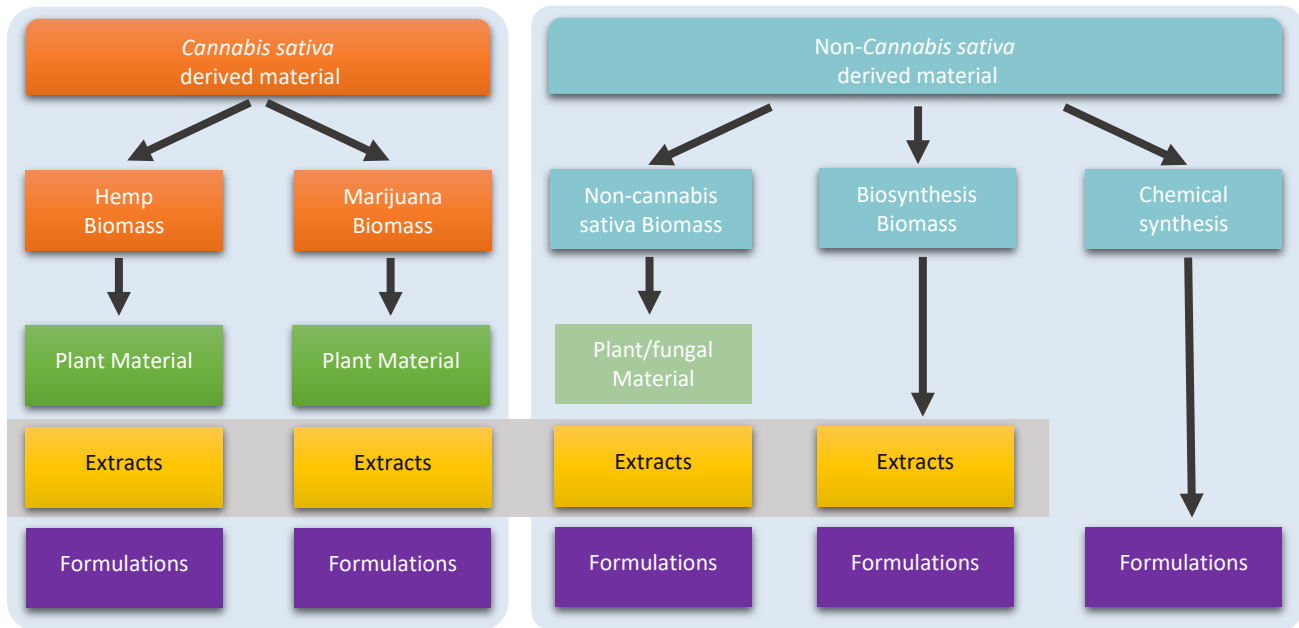 Cannabis sativa
derived material
Non-Cannabis sativa
derived material
Hemp
Biomass
Marijuana
Biomass
Non-cannabis
sativa Biomass
Biosynthesis
Biomass
Chemical
synthesis
Plant Material
Plant Material
Plant/fungal
Material
Extracts
Extracts
Extracts
Extracts
Formulations
Formulations
Formulations
Formulations
Formulations